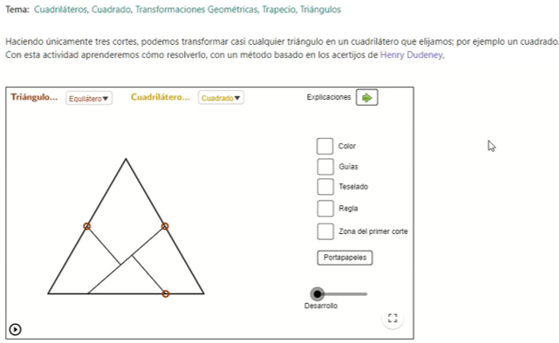 Tema: Cuadriláteros, Cuadrado, Transformaciones Geométricas, Trapecio, Triángulos
Haciendo únicamente tres cortes, podemos transformar casi cualquier triángulo en un cuadrilátero que elijamos; por ejemplo un cuadrado.
Con esta actividad aprenderemos cómo resolverlo, con un método basado en los acertijos de Henry Dudeney,
Triángulo... Equilátero Cuadrilátero... Cuadrado Explicaciones
Color
Guías
Teselado
Regla
Zona del primer corte
Portapapeles
Desarrollo